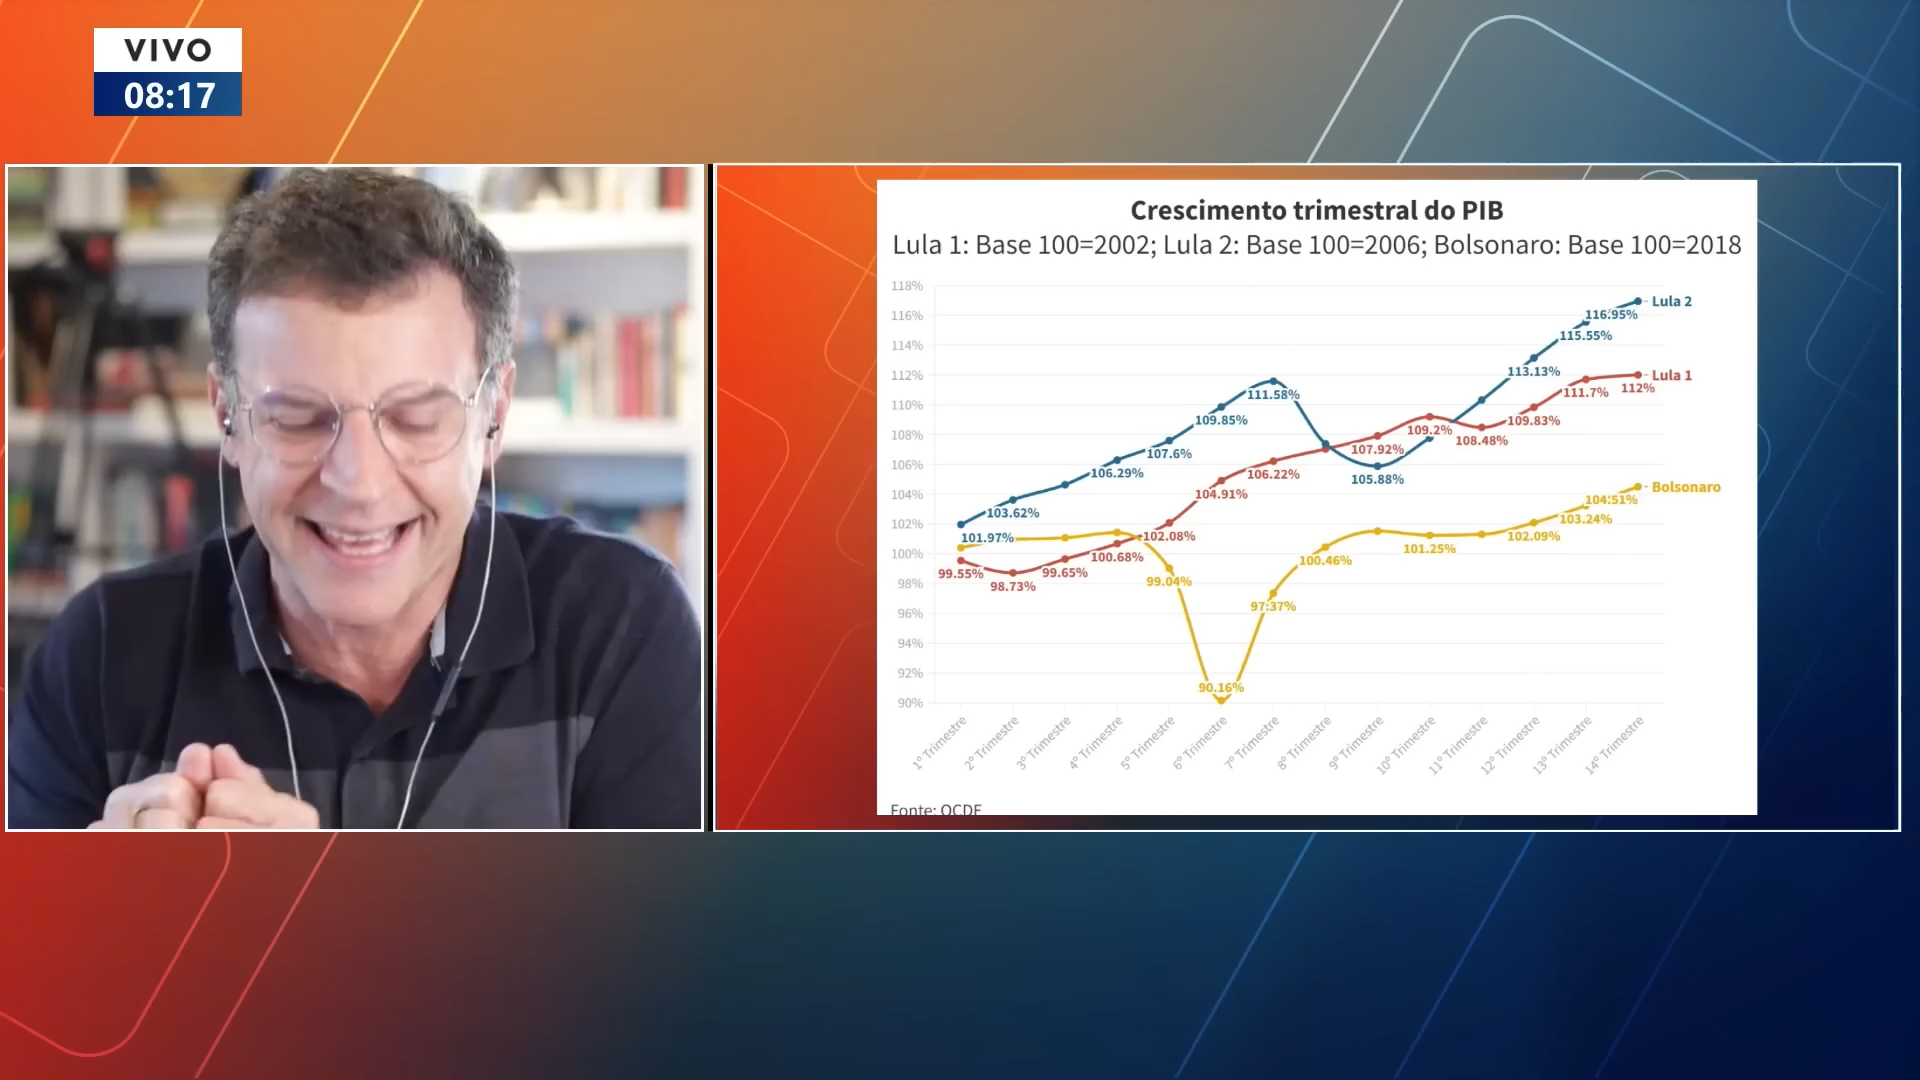 VIVO
08:17
Crescimento trimestral do PIB
Lula 1: Base 100=2002; Lula 2: Base 100=2006; Bolsonaro: Base 100=2018
118%
116%
114%
112%
110%
108%
106%
104%
102%
100%
98%
96%
94%
92%
90%
Lula 2
101.97%
103.62%
106.29%
107.6%
109.85%
111.58%
105.88%
113.13%
115.55%
116.95%
Lula 1
99.55%
98.73%
99.65%
100.68%
102.08%
104.91%
106.22%
107.92%
109.2%
108.48%
109.83%
111.7%
112%
Bolsonaro
99.04%
90.16%
97.37%
100.46%
101.25%
102.09%
103.24%
104.51%
1º Trimestre
2º Trimestre
3º Trimestre
4º Trimestre
5º Trimestre
6º Trimestre
7º Trimestre
8º Trimestre
9º Trimestre
10º Trimestre
11º Trimestre
12º Trimestre
13º Trimestre
14º Trimestre
Fonte: OCDE